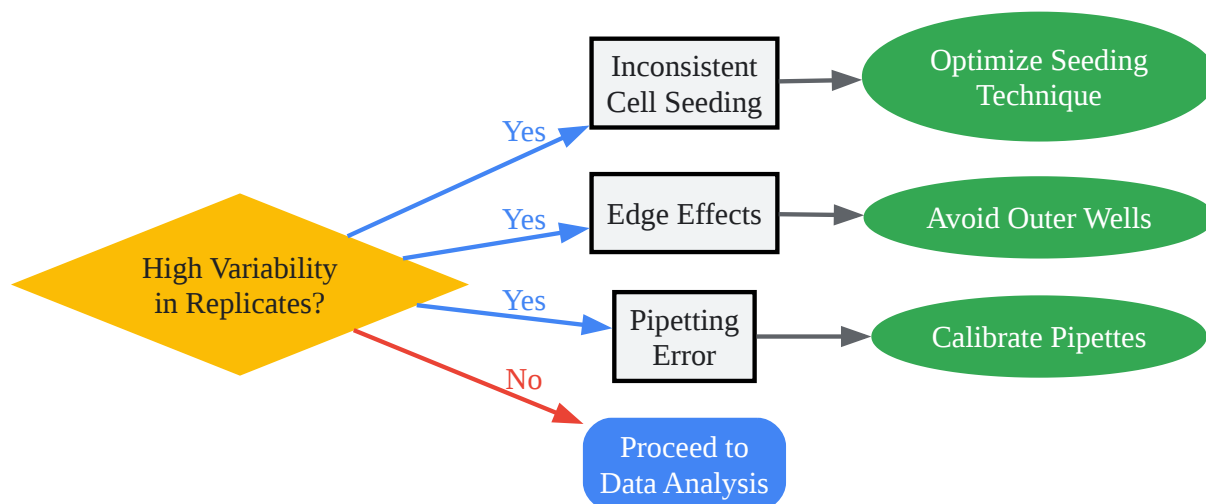 High Variability
in Replicates?
Yes
Yes
Yes
No
Inconsistent
Cell Seeding
Edge Effects
Pipetting
Error
Proceed to
Data Analysis
Optimize Seeding
Technique
Avoid Outer Wells
Calibrate Pipettes